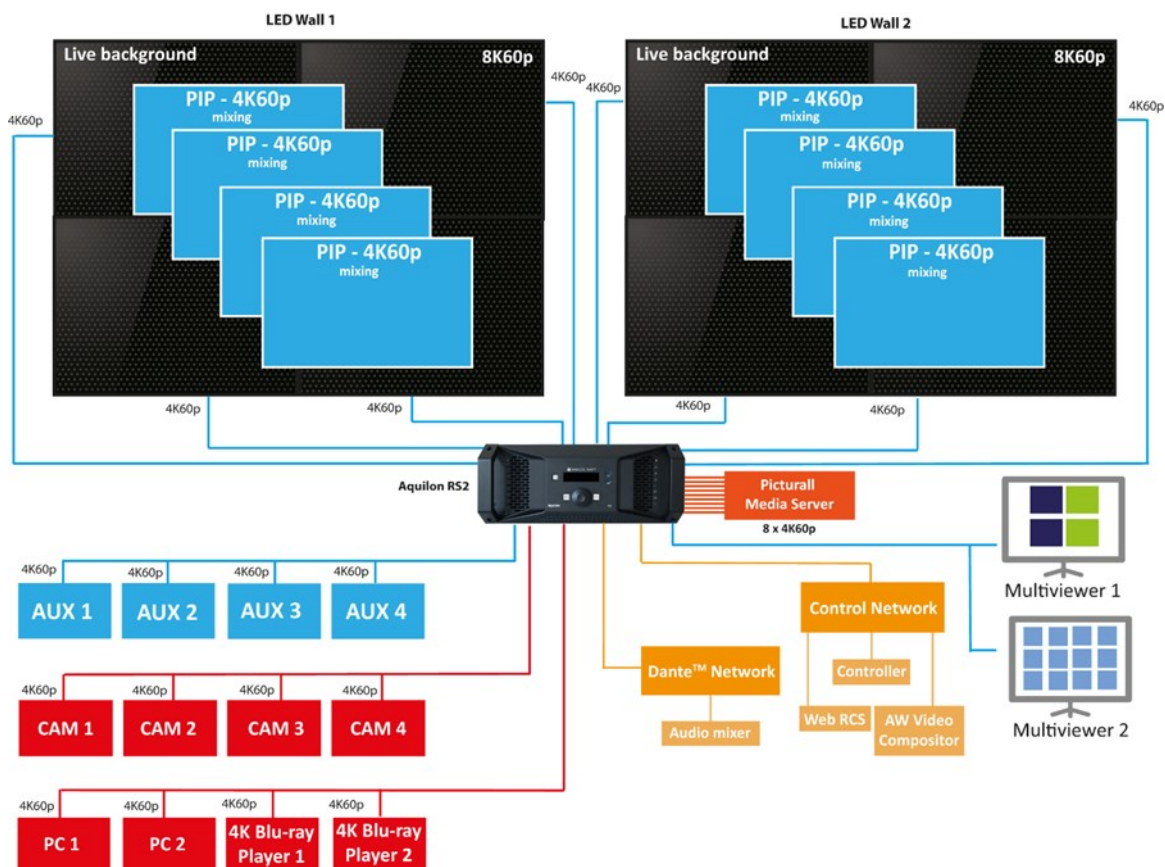 LED Wall 1
LED Wall 2
Live background
8K60p
Live background
8K60p
4K60p
4K60p
4K60p
4K60p
PIP - 4K60p
mixing
PIP - 4K60p
mixing
PIP - 4K60p
mixing
PIP - 4K60p
mixing
PIP - 4K60p
mixing
PIP - 4K60p
mixing
PIP - 4K60p
mixing
PIP - 4K60p
mixing
4K60p
4K60p
4K60p
4K60p
Aquilon RS2
Picturall
Media Server
8 x 4K60p
4K60p
4K60p
4K60p
4K60p
AUX 1
AUX 2
AUX 3
AUX 4
Multiviewer 1
Control Network
Controller
Web RCS
AW Video
Compositor
Dante™ Network
Audio mixer
Multiviewer 2
4K60p
4K60p
4K60p
4K60p
CAM 1
CAM 2
CAM 3
CAM 4
4K60p
4K60p
4K60p
4K60p
PC 1
PC 2
4K Blu-ray
Player 1
4K Blu-ray
Player 2